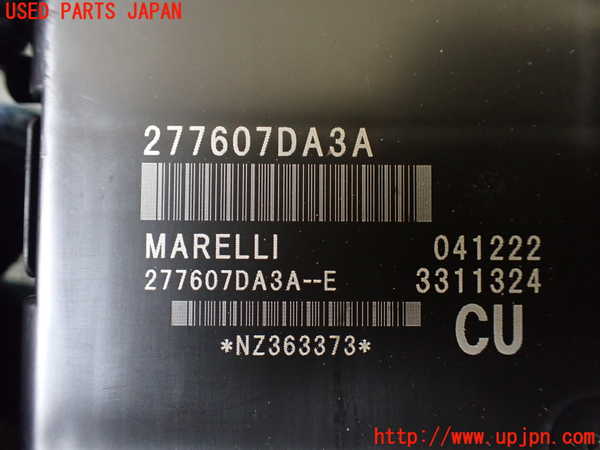 USED PARTS JAPAN
277607DA3A
MARELLI 041222
277607DA3A--E 3311324
*NZ363373* CU
http://www.upjpn.com/